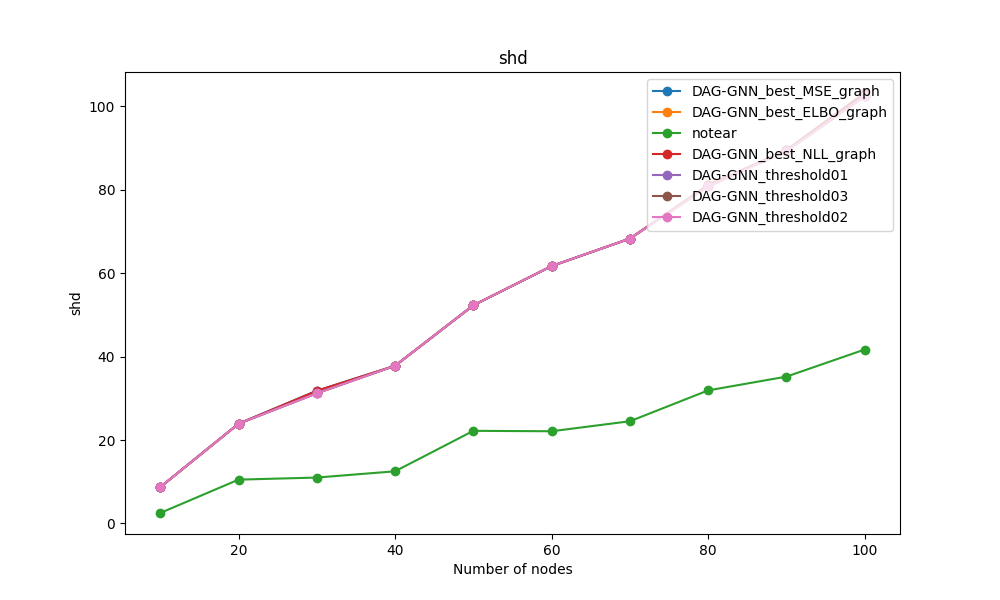 shd
DAG-GNN_best_MSE_graph
DAG-GNN_best_ELBO_graph
notear
DAG-GNN_best_NLL_graph
DAG-GNN_threshold01
DAG-GNN_threshold03
DAG-GNN_threshold02
100
80
60
40
20
0
shd
20 40 60 80 100
Number of nodes